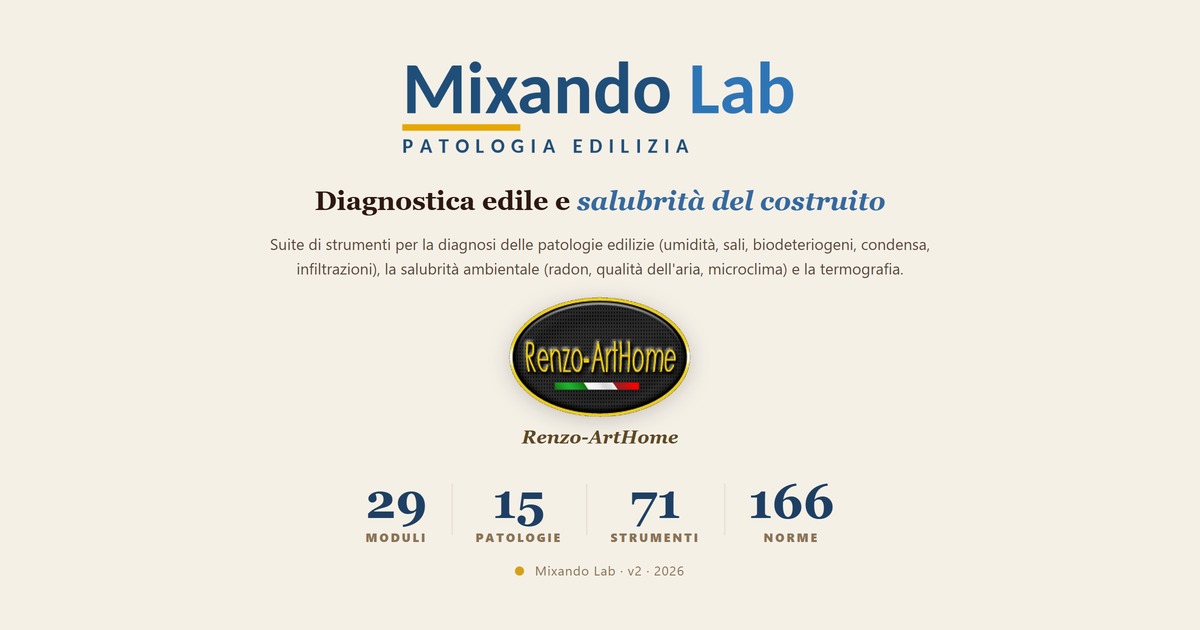 Mixando Lab
PATOLOGIA EDILIZIA
Diagnostica edile e salubrità del costruito
Suite di strumenti per la diagnosi delle patologie edilizie (umidità, sali, biodeteriogeni, condensa,
infiltrazioni), la salubrità ambientale (radon, qualità dell'aria, microclima) e la termografia.
Renzo-ArtHome
Renzo-ArtHome
29 15 71 166
MODULI PATOLOGIE STRUMENTI NORME
Mixando Lab · v2 · 2026